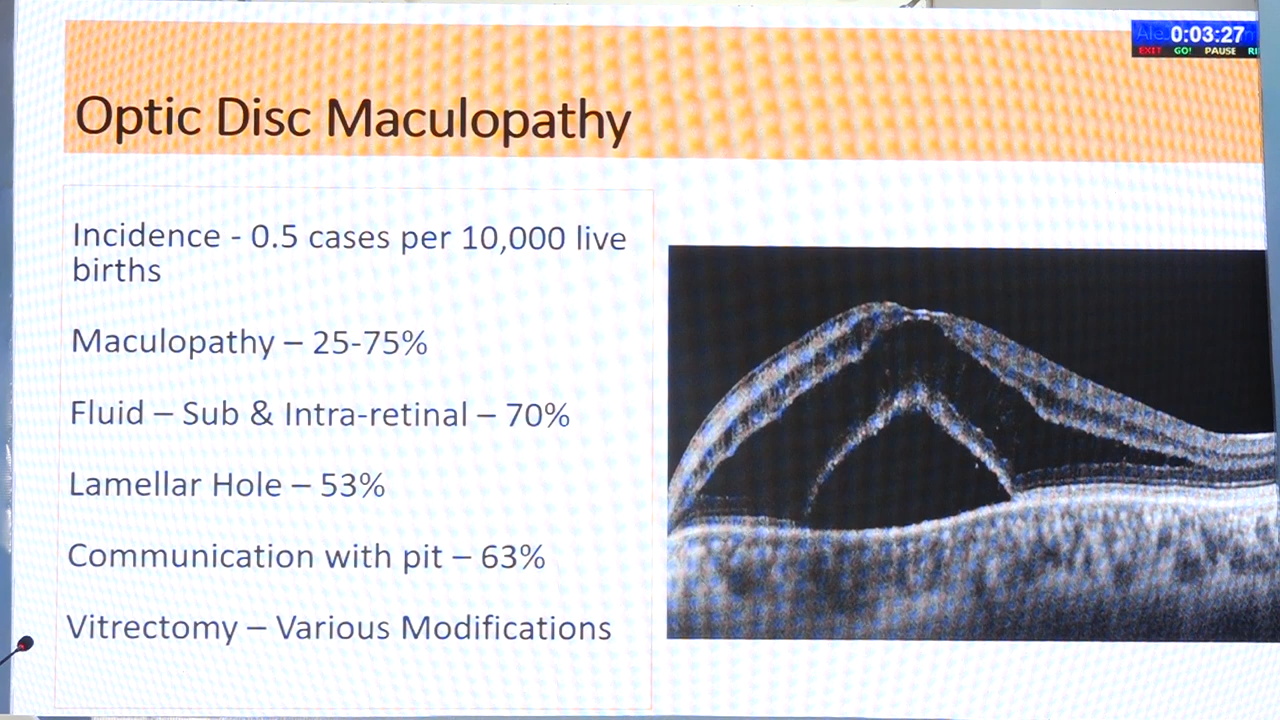 0:03:27
EXIT GO! PAUSE
Optic Disc Maculopathy
Incidence - 0.5 cases per 10,000 live
births
Maculopathy – 25-75%
Fluid – Sub & Intra-retinal – 70%
Lamellar Hole – 53%
Communication with pit – 63%
Vitrectomy – Various Modifications